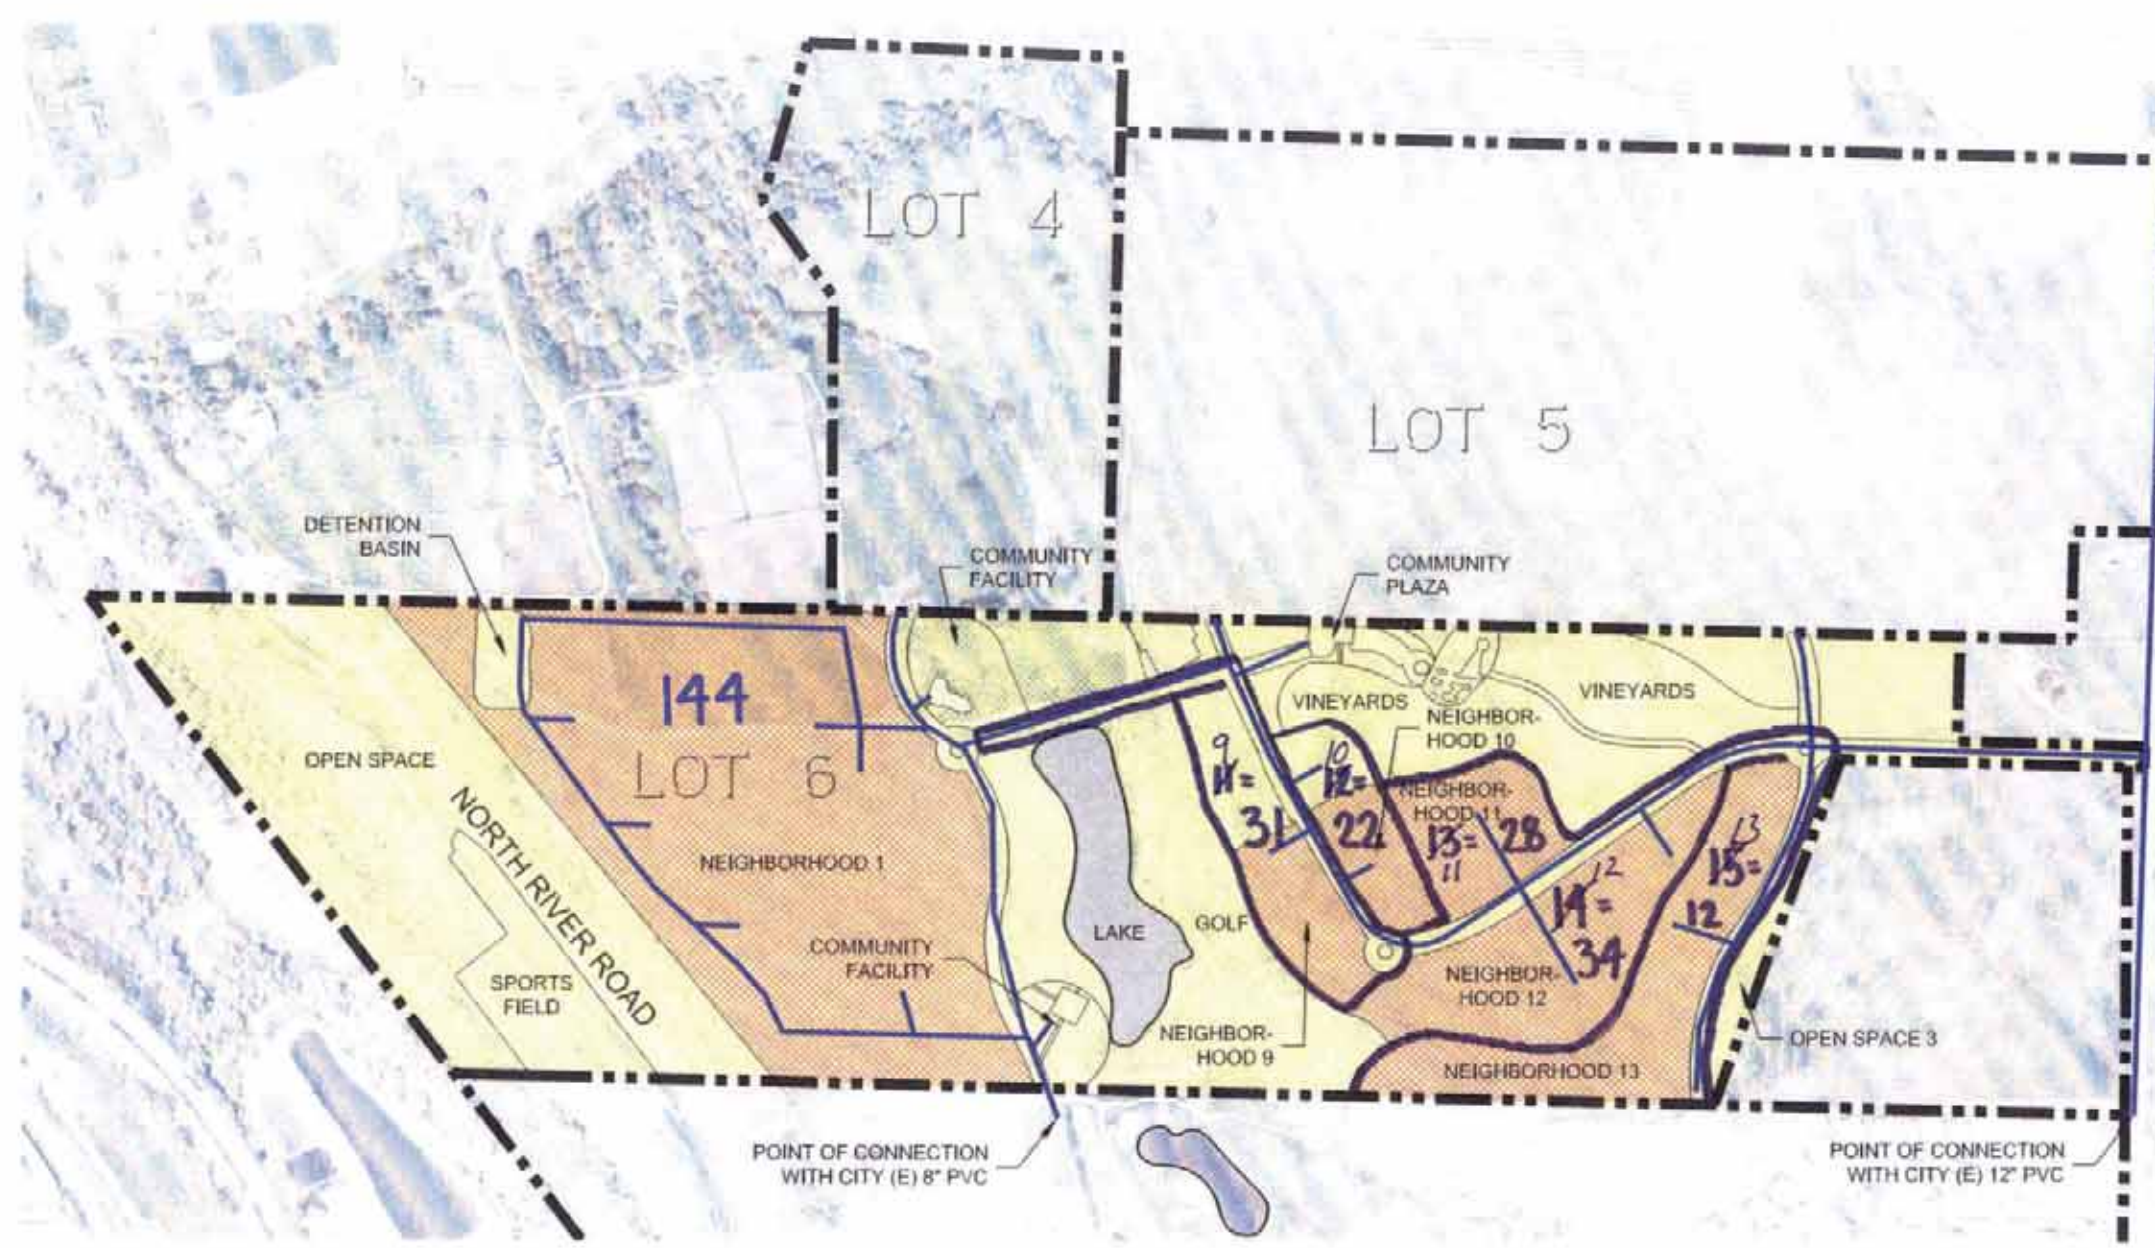 LOT 4
LOT 5
DETENTION
BASIN
COMMUNITY
FACILITY
COMMUNITY
PLAZA
144
LOT 6
OPEN SPACE
NORTH RIVER ROAD
NEIGHBORHOOD 1
COMMUNITY
FACILITY
SPORTS
FIELD
LAKE
GOLF
VINEYARDS
VINEYARDS
NEIGHBOR-
HOOD 10
NEIGHBOR-
HOOD 11
9
11=
31
10
12=
22
13= 28
11
12
14=
34
13
15=
12
NEIGHBOR-
HOOD 12
NEIGHBOR-
HOOD 9
NEIGHBORHOOD 13
OPEN SPACE 3
POINT OF CONNECTION
WITH CITY (E) 8" PVC
POINT OF CONNECTION
WITH CITY (E) 12" PVC